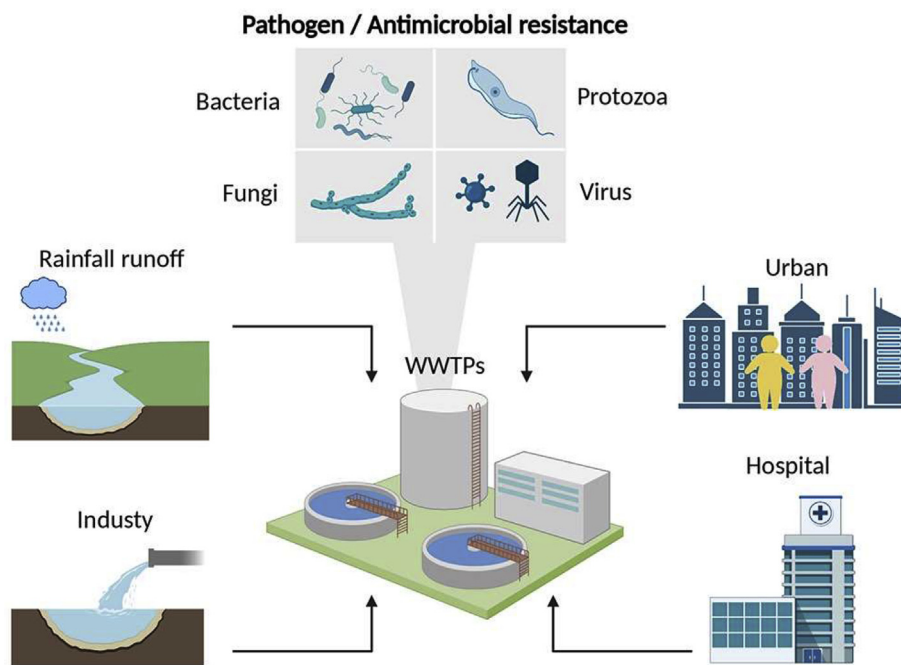 Pathogen / Antimicrobial resistance
Bacteria
Protozoa
Fungi
Virus
Rainfall runoff
Urban
WWTPs
Hospital
Industy